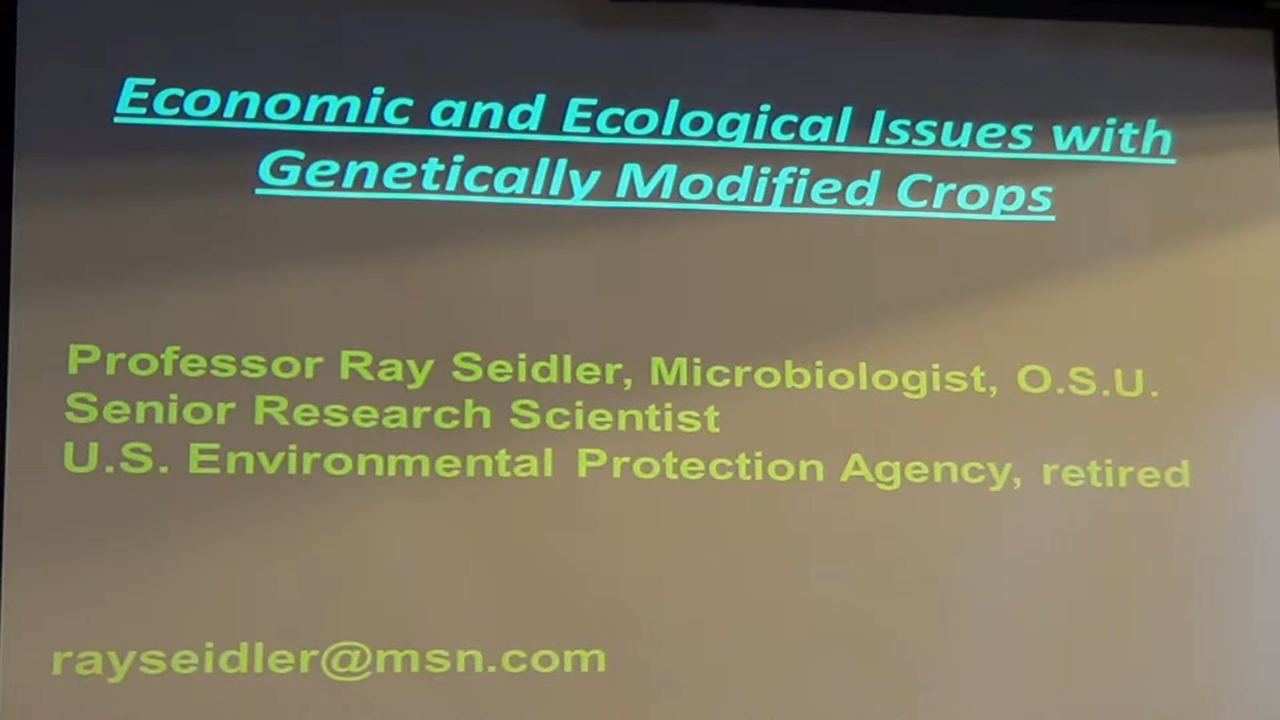 Economic and Ecological Issues with
Genetically Modified Crops
Professor Ray Seidler, Microbiologist, O.S.U.
Senior Research Scientist
U.S. Environmental Protection Agency, retired
rayseidler@msn.com